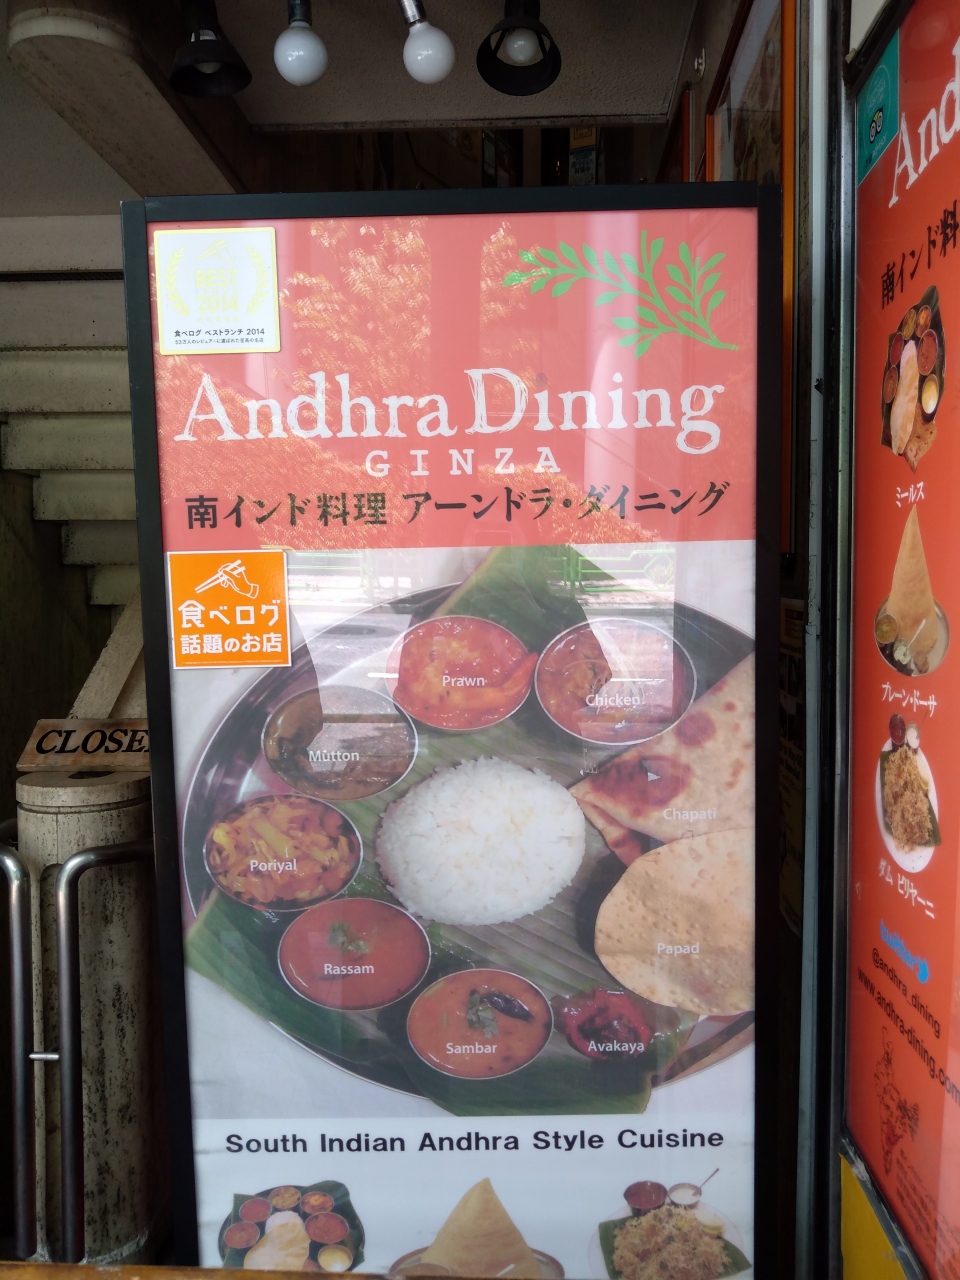 BEST
2014
食べログ ベストランチ 2014
Andhra Dining
GINZA
南インド料理 アーンドラ・ダイニング
食べログ
話題のお店
Prawn
Chicken
Mutton
Chapati
Poriyal
Papad
Rassam
Sambar
Avakaya
South Indian Andhra Style Cuisine
CLOSE
And
南インド料
ミールス
プレーン・ドーサ
ダム ビリヤーニ
@andhra_dining
www.andhra-dining.com